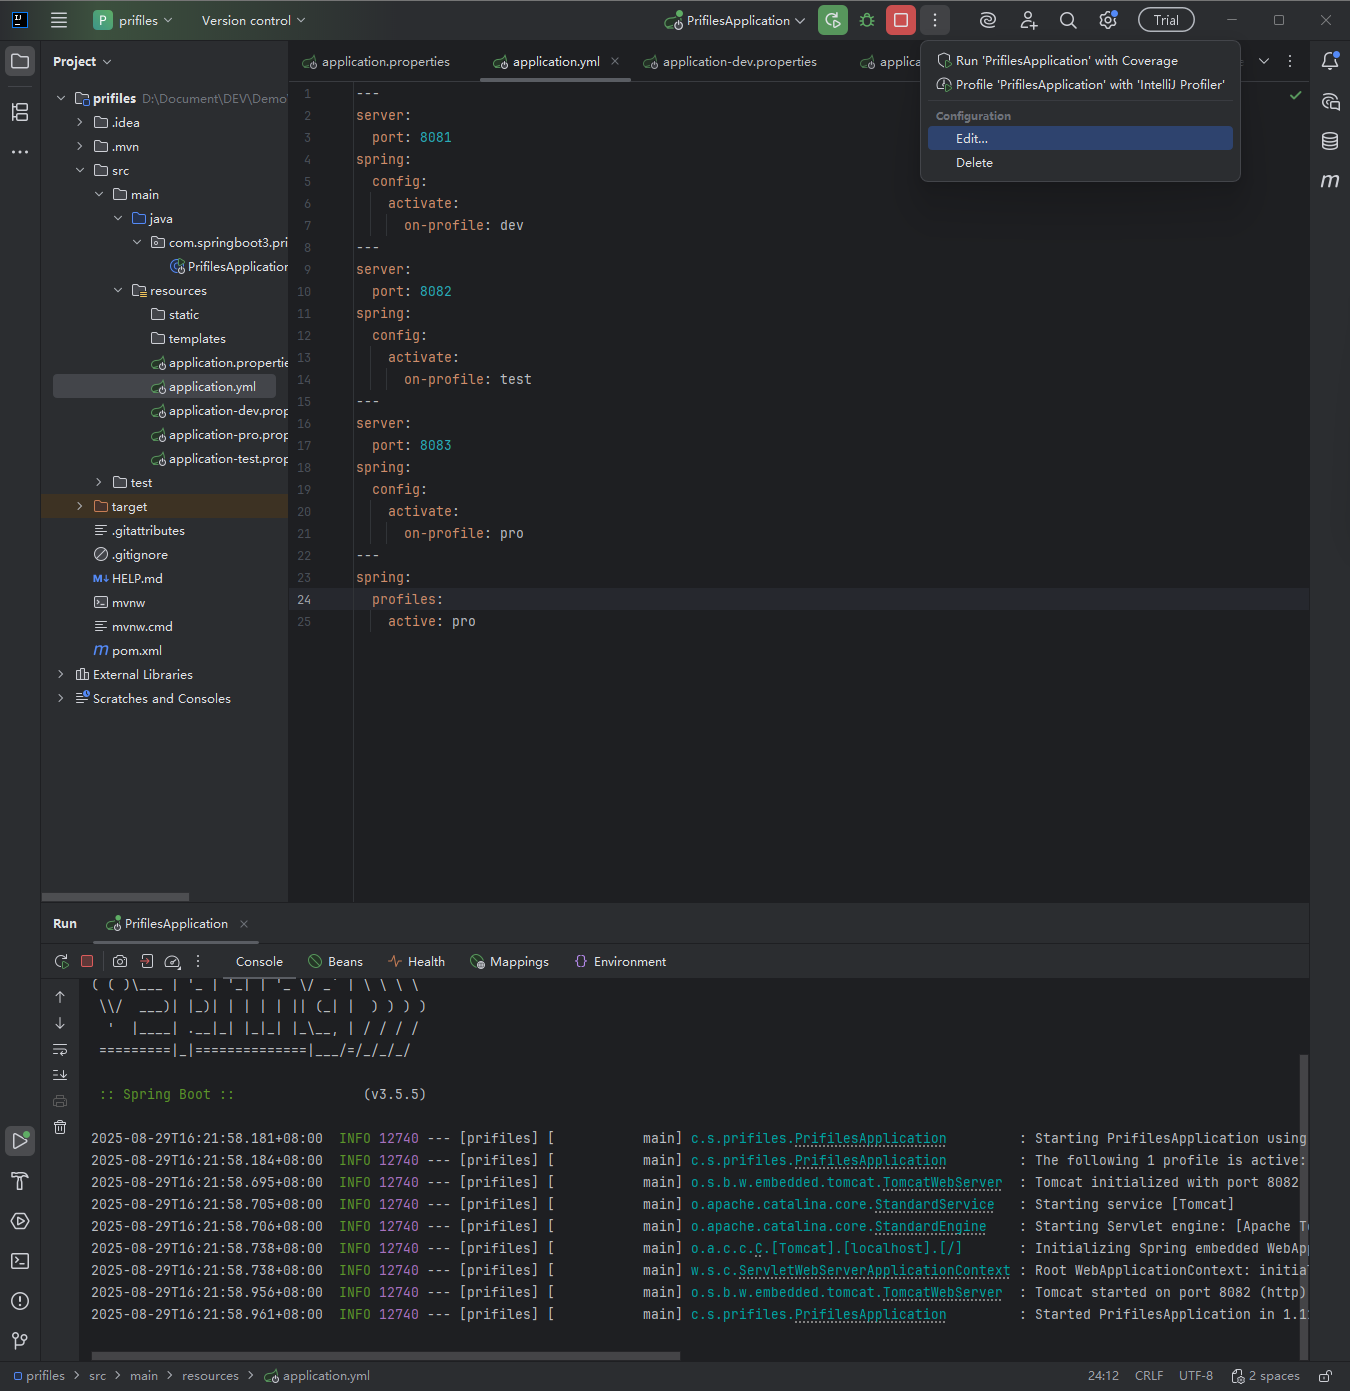 P prifiles
Version control
PrifilesApplication
Trial
Project
application.properties
application.yml
application-dev.properties
applica
Run 'PrifilesApplication' with Coverage
Profile 'PrifilesApplication' with 'IntelliJ Profiler'
Configuration
Edit...
Delete
prifiles D:\Document\DEV\Demo\
.idea
.mvn
src
main
java
com.springboot3.pri
PrifilesApplication
resources
static
templates
application.propertie
application.yml
application-dev.prop
application-pro.prop
application-test.prop
test
target
.gitattributes
.gitignore
M↓ HELP.md
mvnw
mvnw.cmd
m pom.xml
External Libraries
Scratches and Consoles
1 ---
2 server:
3 port: 8081
4 spring:
5 config:
6 activate:
7 on-profile: dev
8 ---
9 server:
10 port: 8082
11 spring:
12 config:
13 activate:
14 on-profile: test
15 ---
16 server:
17 port: 8083
18 spring:
19 config:
20 activate:
21 on-profile: pro
22 ---
23 spring:
24 profiles:
25 active: pro
Run
PrifilesApplication
Console
Beans
Health
Mappings
Environment
( ( )\___ | '_ | '_| | '_ \/ _` | \ \ \ \
\\/  ___)| |_)| | | | | || (_| |  ) ) ) )
'  |____| .__|_| |_|_| |_\__, | / / / /
=========|_|==============|___/=/_/_/_/
:: Spring Boot :: (v3.5.5)
2025-08-29T16:21:58.181+08:00 INFO 12740 --- [prifiles] [ main] c.s.prifiles.PrifilesApplication : Starting PrifilesApplication using
2025-08-29T16:21:58.184+08:00 INFO 12740 --- [prifiles] [ main] c.s.prifiles.PrifilesApplication : The following 1 profile is active:
2025-08-29T16:21:58.695+08:00 INFO 12740 --- [prifiles] [ main] o.s.b.w.embedded.tomcat.TomcatWebServer : Tomcat initialized with port 8082
2025-08-29T16:21:58.705+08:00 INFO 12740 --- [prifiles] [ main] o.apache.catalina.core.StandardService : Starting service [Tomcat]
2025-08-29T16:21:58.706+08:00 INFO 12740 --- [prifiles] [ main] o.apache.catalina.core.StandardEngine : Starting Servlet engine: [Apache To
2025-08-29T16:21:58.738+08:00 INFO 12740 --- [prifiles] [ main] o.a.c.c.C.[Tomcat].[localhost].[/] : Initializing Spring embedded WebAp
2025-08-29T16:21:58.738+08:00 INFO 12740 --- [prifiles] [ main] w.s.c.ServletWebServerApplicationContext : Root WebApplicationContext: initia
2025-08-29T16:21:58.956+08:00 INFO 12740 --- [prifiles] [ main] o.s.b.w.embedded.tomcat.TomcatWebServer : Tomcat started on port 8082 (http)
2025-08-29T16:21:58.961+08:00 INFO 12740 --- [prifiles] [ main] c.s.prifiles.PrifilesApplication : Started PrifilesApplication in 1.1
prifiles > src > main > resources > application.yml
24:12 CRLF UTF-8 2 spaces